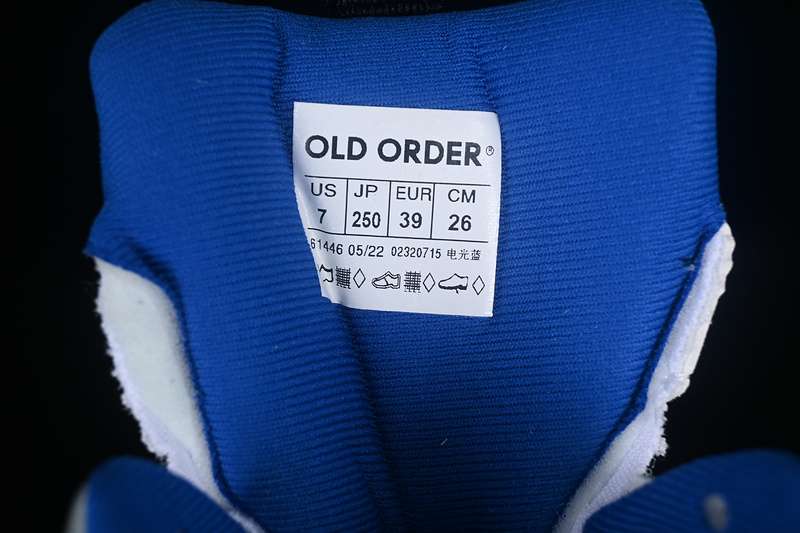 OLD ORDER®
US JP EUR CM
7 250 39 26
61446 05/22 02320715 电光蓝